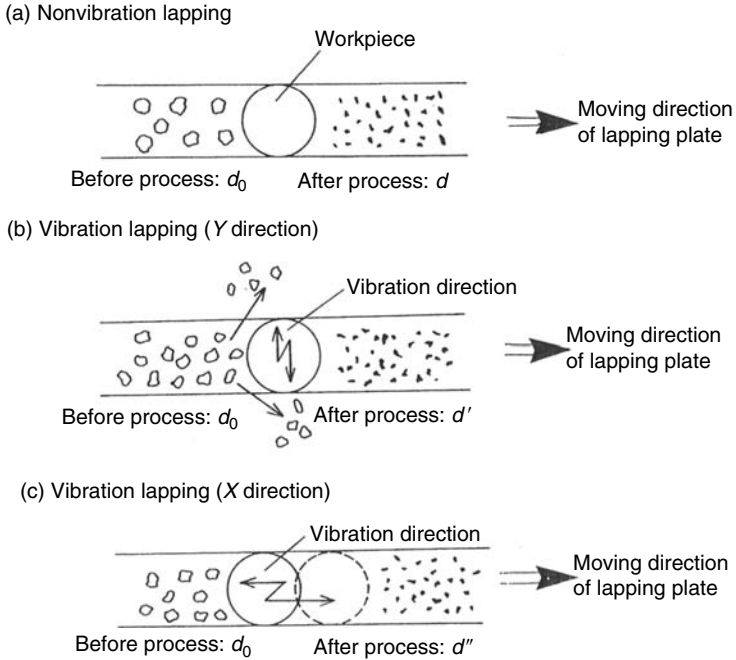 (a) Nonvibration lapping
Workpiece
Moving direction
of lapping plate
Before process: d₀
After process: d
(b) Vibration lapping (Y direction)
Vibration direction
Moving direction
of lapping plate
Before process: d₀
After process: d′
(c) Vibration lapping (X direction)
Vibration direction
Moving direction
of lapping plate
Before process: d₀
After process: d″